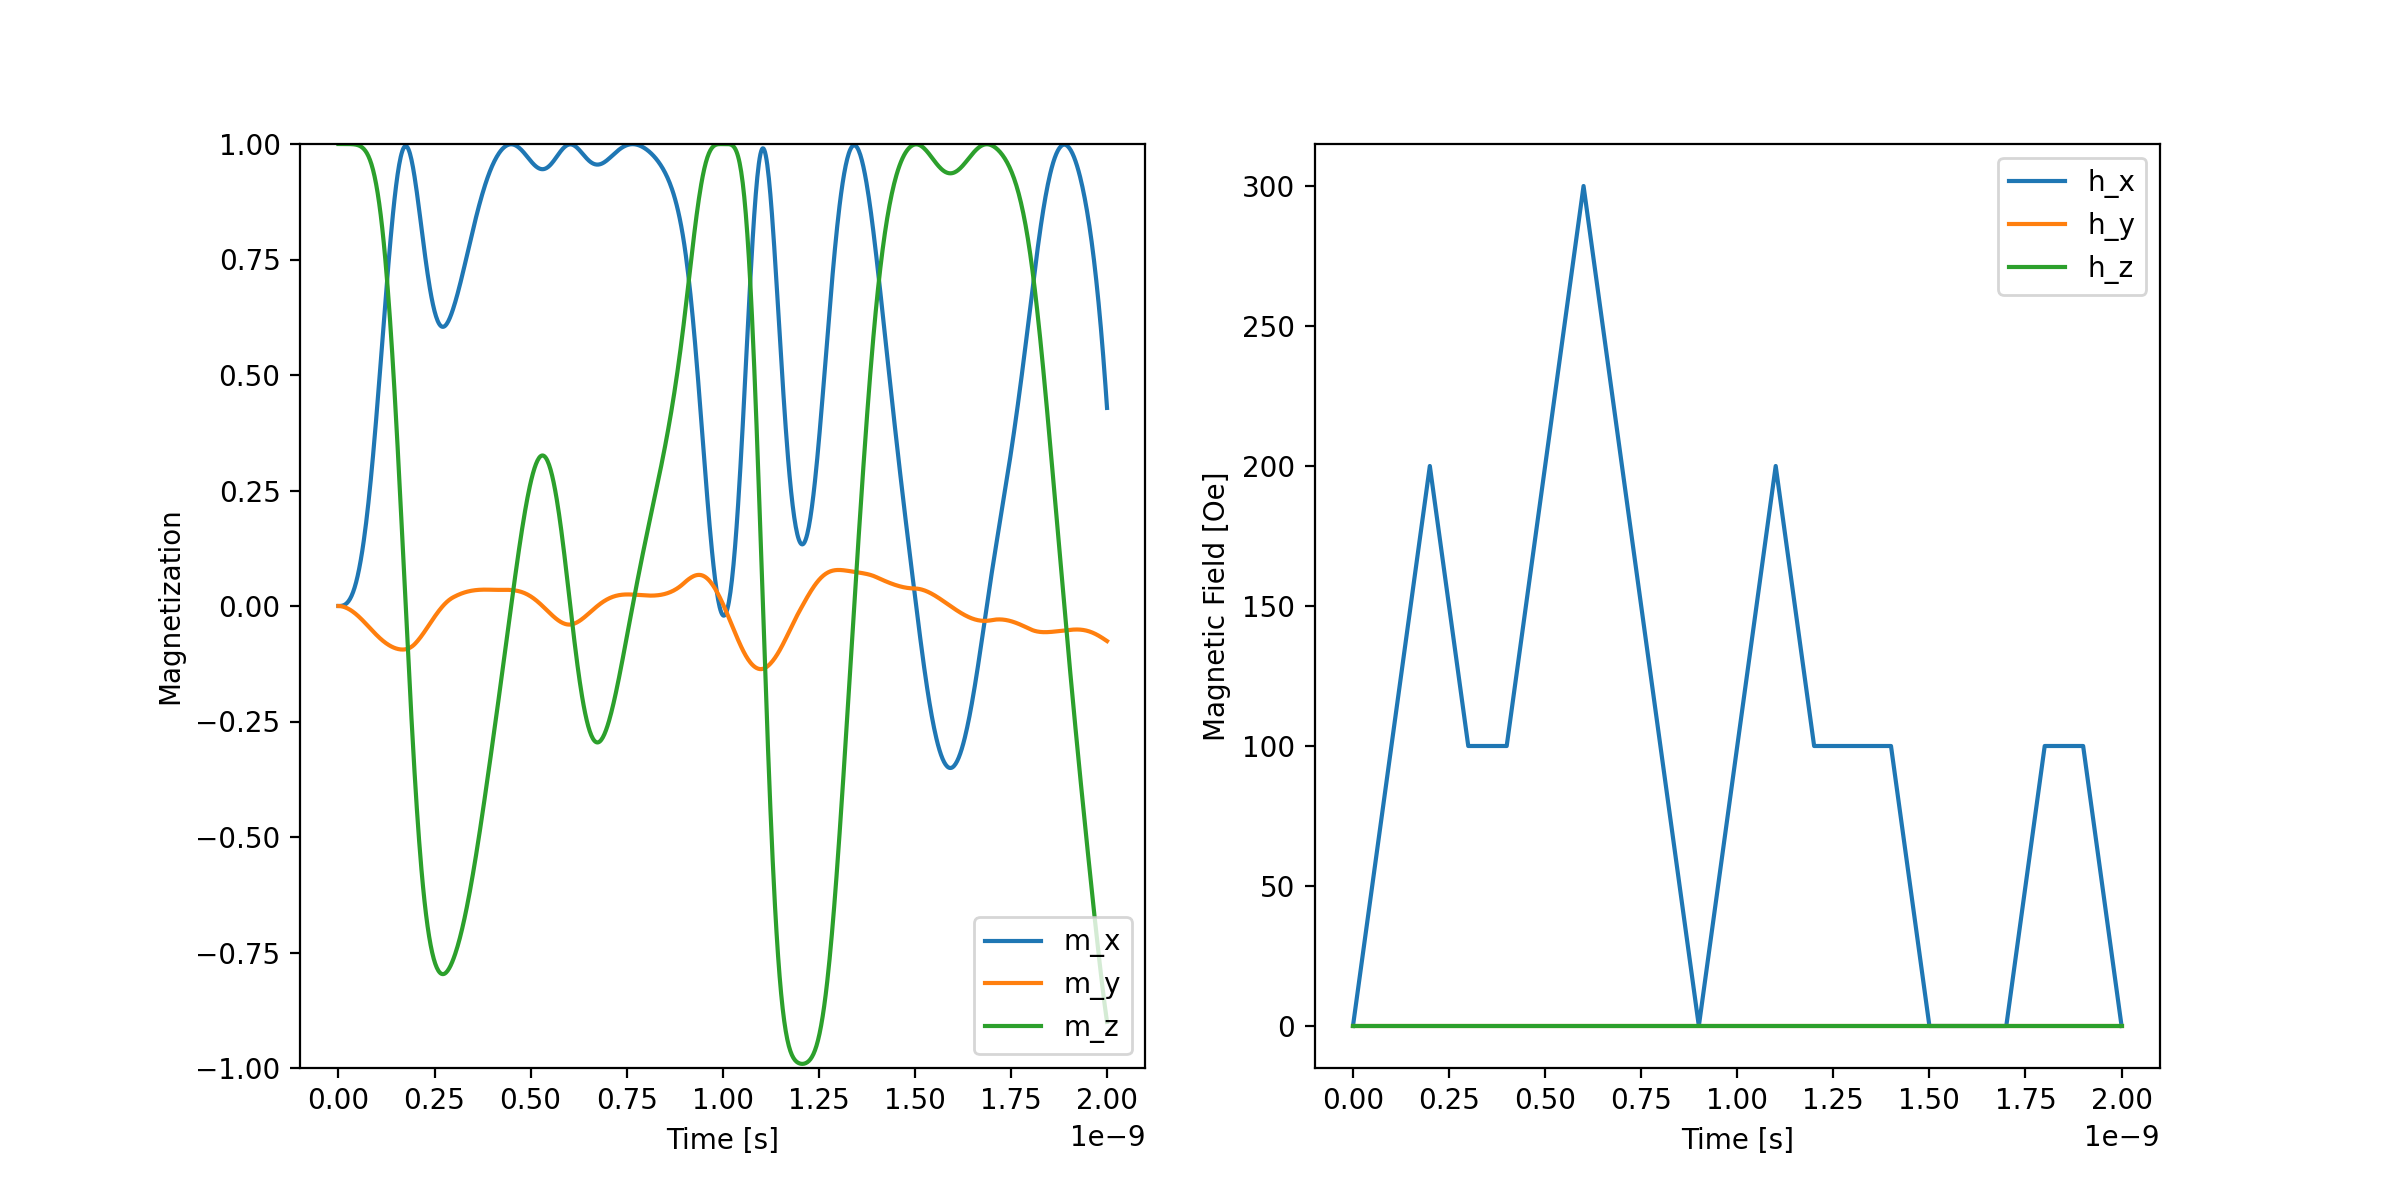 1.00
0.75
0.50
0.25
0.00
−0.25
−0.50
−0.75
−1.00
Magnetization
m_x
m_y
m_z
0.00 0.25 0.50 0.75 1.00 1.25 1.50 1.75 2.00
Time [s]
1e−9
300
250
200
150
100
50
0
Magnetic Field [Oe]
h_x
h_y
h_z
0.00 0.25 0.50 0.75 1.00 1.25 1.50 1.75 2.00
Time [s]
1e−9